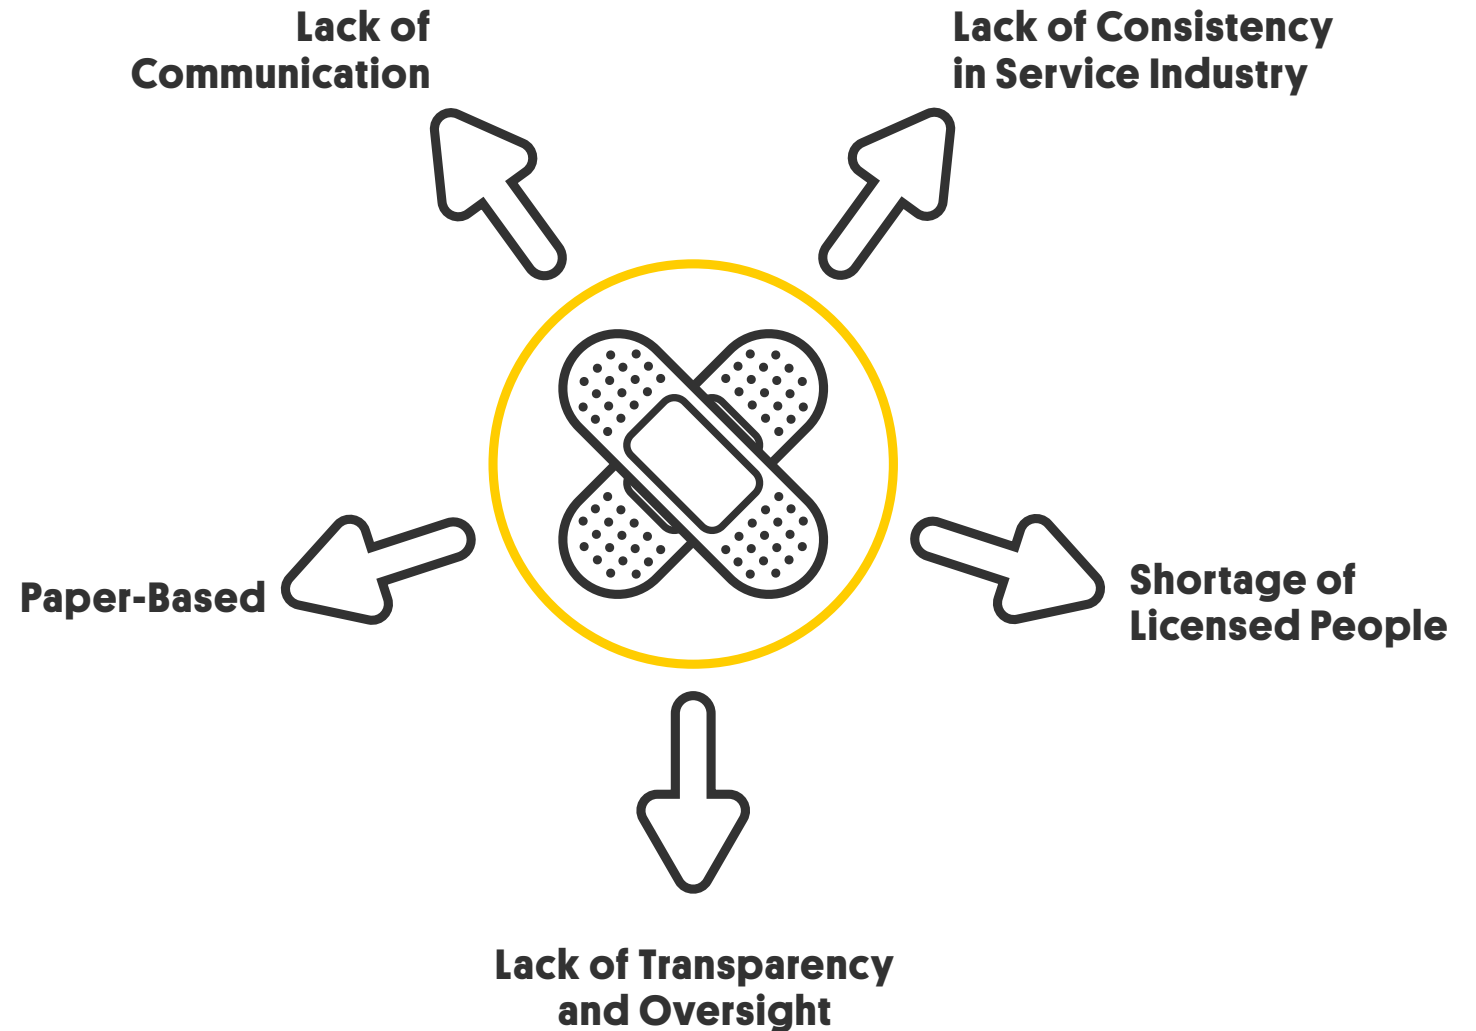 Lack of
Communication
Lack of Consistency
in Service Industry
Paper-Based
Shortage of
Licensed People
Lack of Transparency
and Oversight